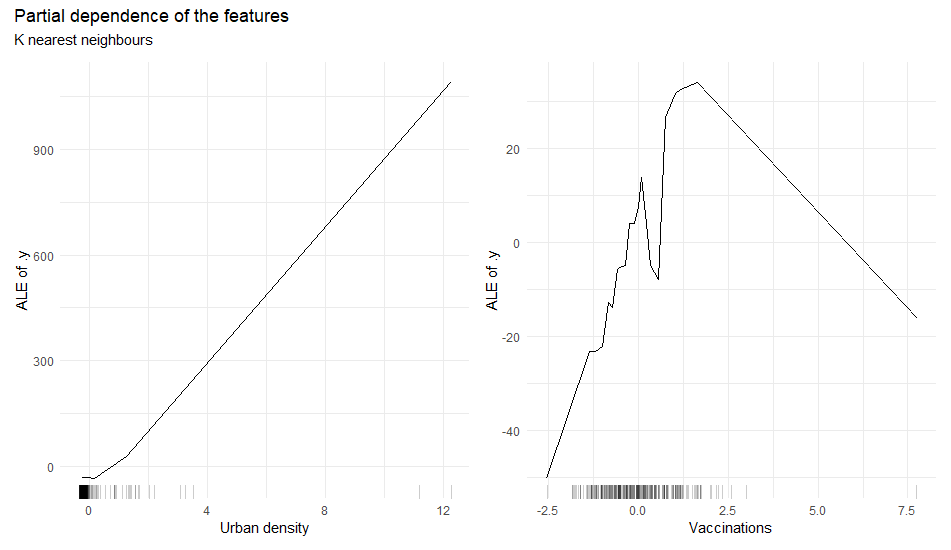 Partial dependence of the features
K nearest neighbours
ALE of .y
900
600
300
0
0 4 8 12
Urban density
ALE of .y
20
0
-20
-40
-2.5 0.0 2.5 5.0 7.5
Vaccinations